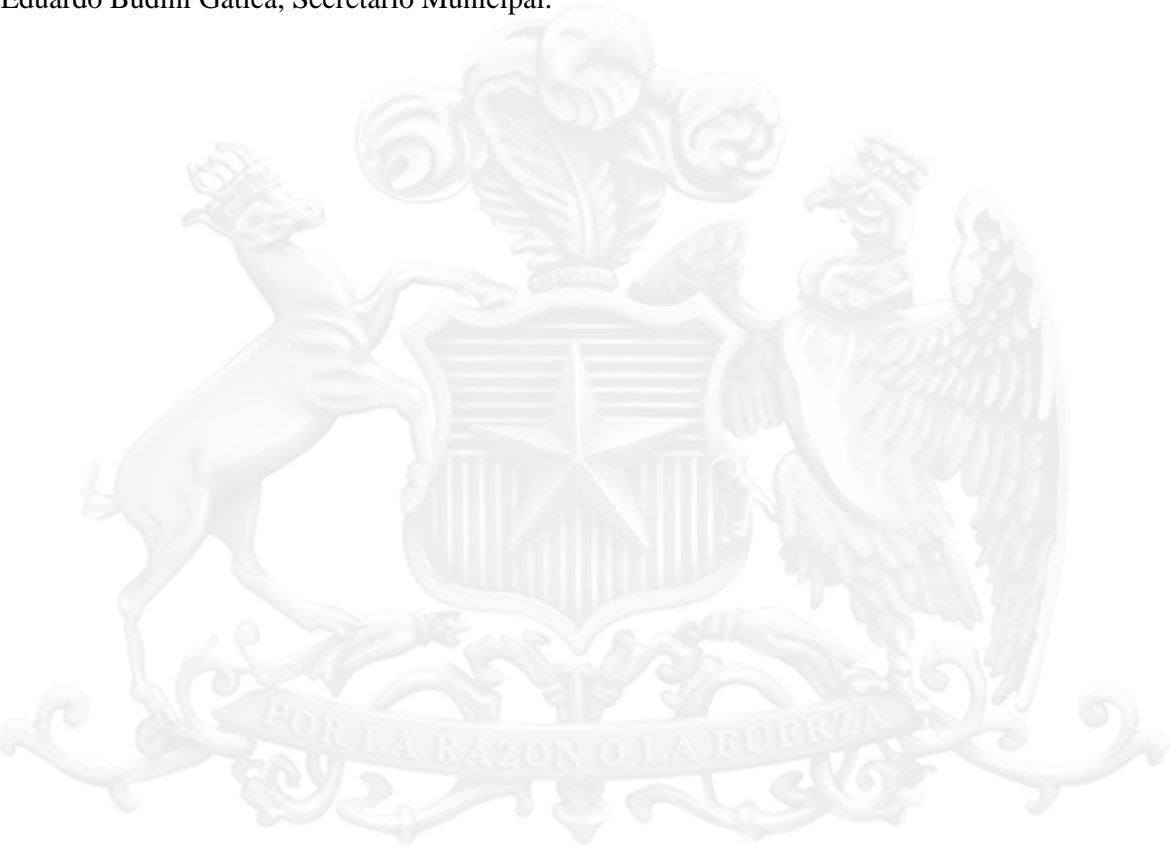 Eduardo Budini Gatica, Secretario Municipal.
POR LA RAZON O LA FUERZA